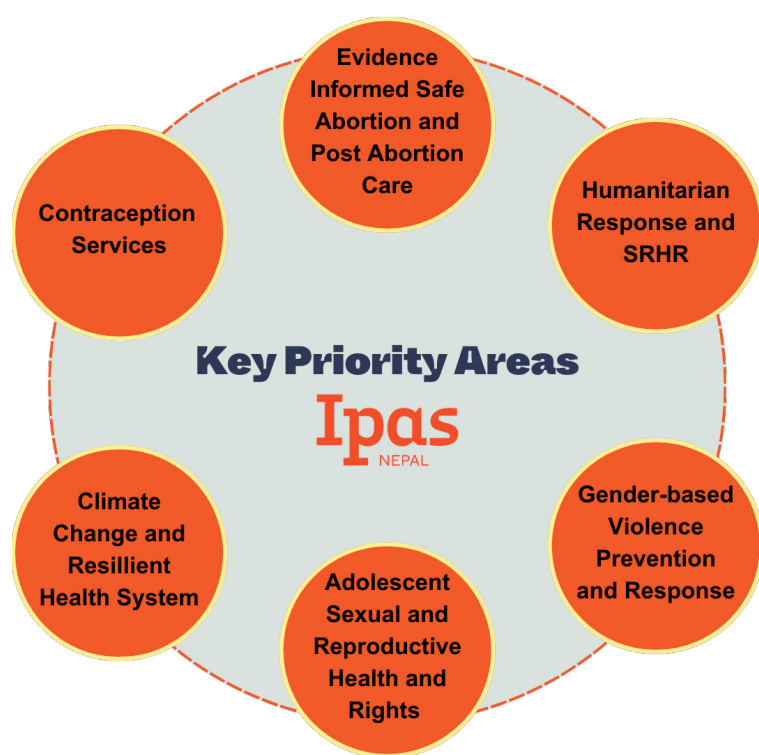 Evidence
Informed Safe
Abortion and
Post Abortion
Care
Humanitarian
Response and
SRHR
Gender-based
Violence
Prevention
and Response
Adolescent
Sexual and
Reproductive
Health and
Rights
Climate
Change and
Resillient
Health System
Contraception
Services
Key Priority Areas
Ipas
NEPAL